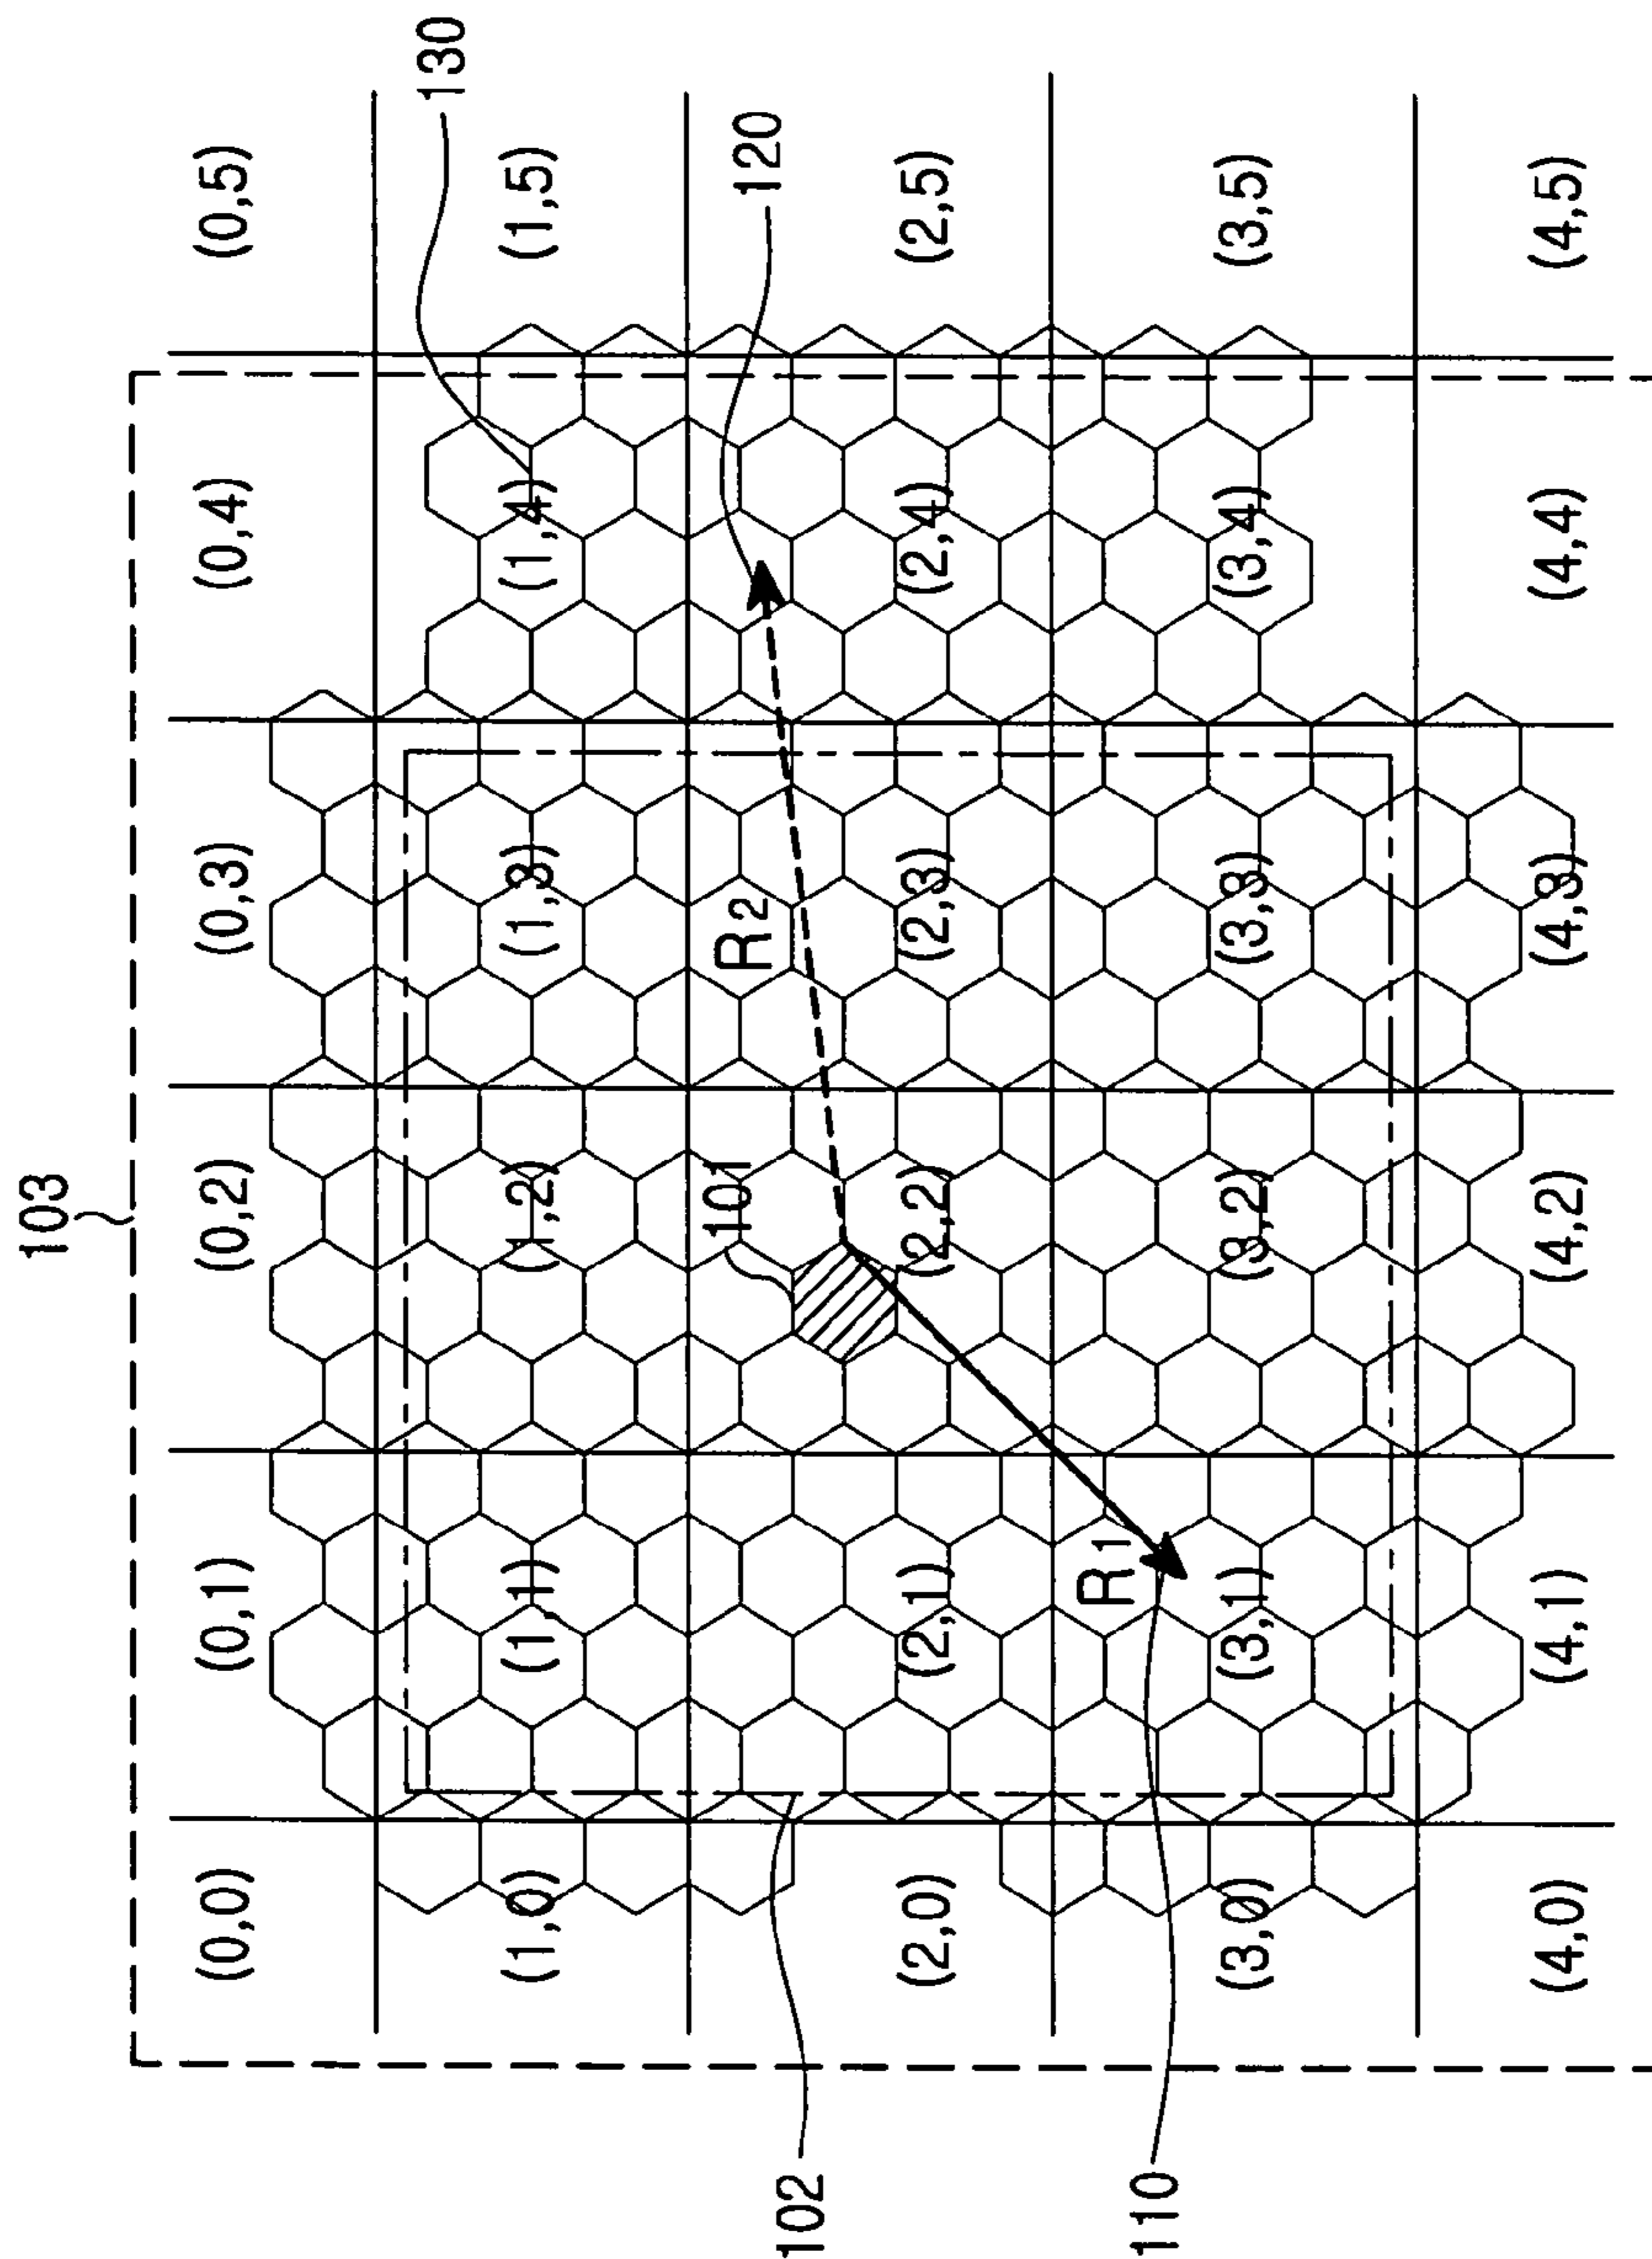 103
(0,0) (0,1) (0,2) (0,3) (0,4) (0,5)
130
(1,0) (1,1) (1,2) (1,3) (1,4) (1,5)
101 R2 120
102
(2,0) (2,1) (2,2) (2,3) (2,4) (2,5)
R1
110
(3,0) (3,1) (3,2) (3,3) (3,4) (3,5)
(4,0) (4,1) (4,2) (4,3) (4,4) (4,5)